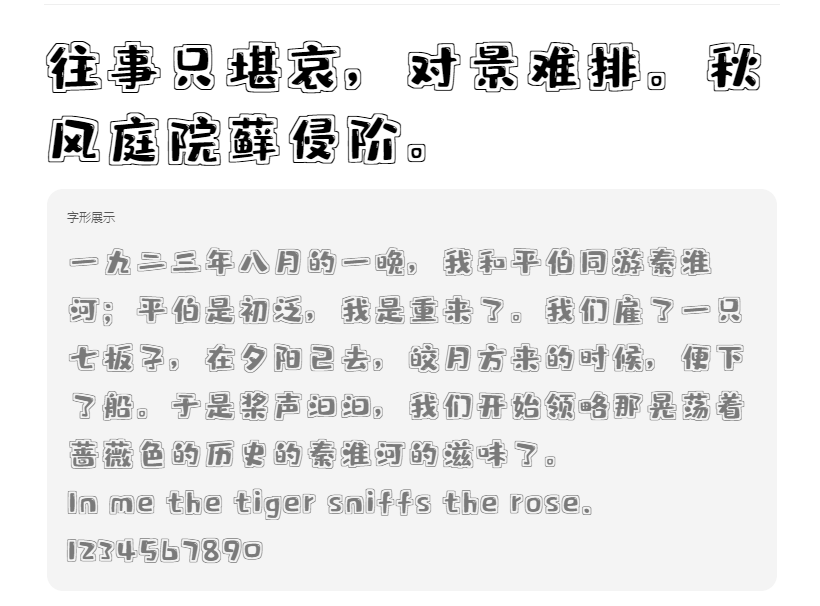 往事只堪哀，对景难排。秋
风庭院藓侵阶。
字形展示
一九二三年八月的一晚，我和平伯同游秦淮
河；平伯是初泛，我是重来了。我们雇了一只
七扳子，在夕阳已去，皎月方来的时候，便下
了船。于是桨声汩汩，我们开始领略那晃荡着
蔷薇色的历史的秦淮河的滋味了。
In me the tiger sniffs the rose.
1234567890